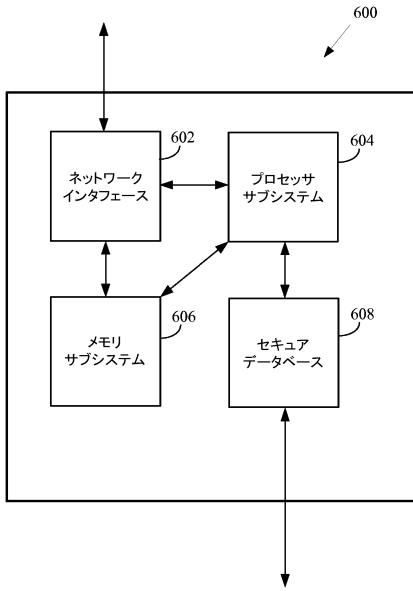 600
602
ネットワーク
インタフェース
604
プロセッサ
サブシステム
606
メモリ
サブシステム
608
セキュア
データベース